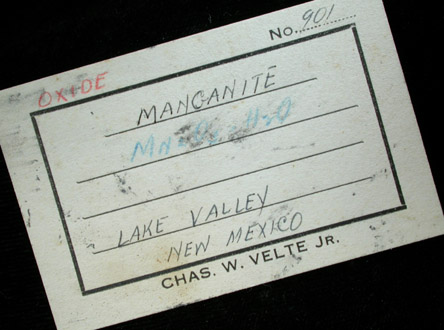 No. 901
OXIDE
MANGANITE
LAKE VALLEY
NEW MEXICO
CHAS. W. VELTE JR.